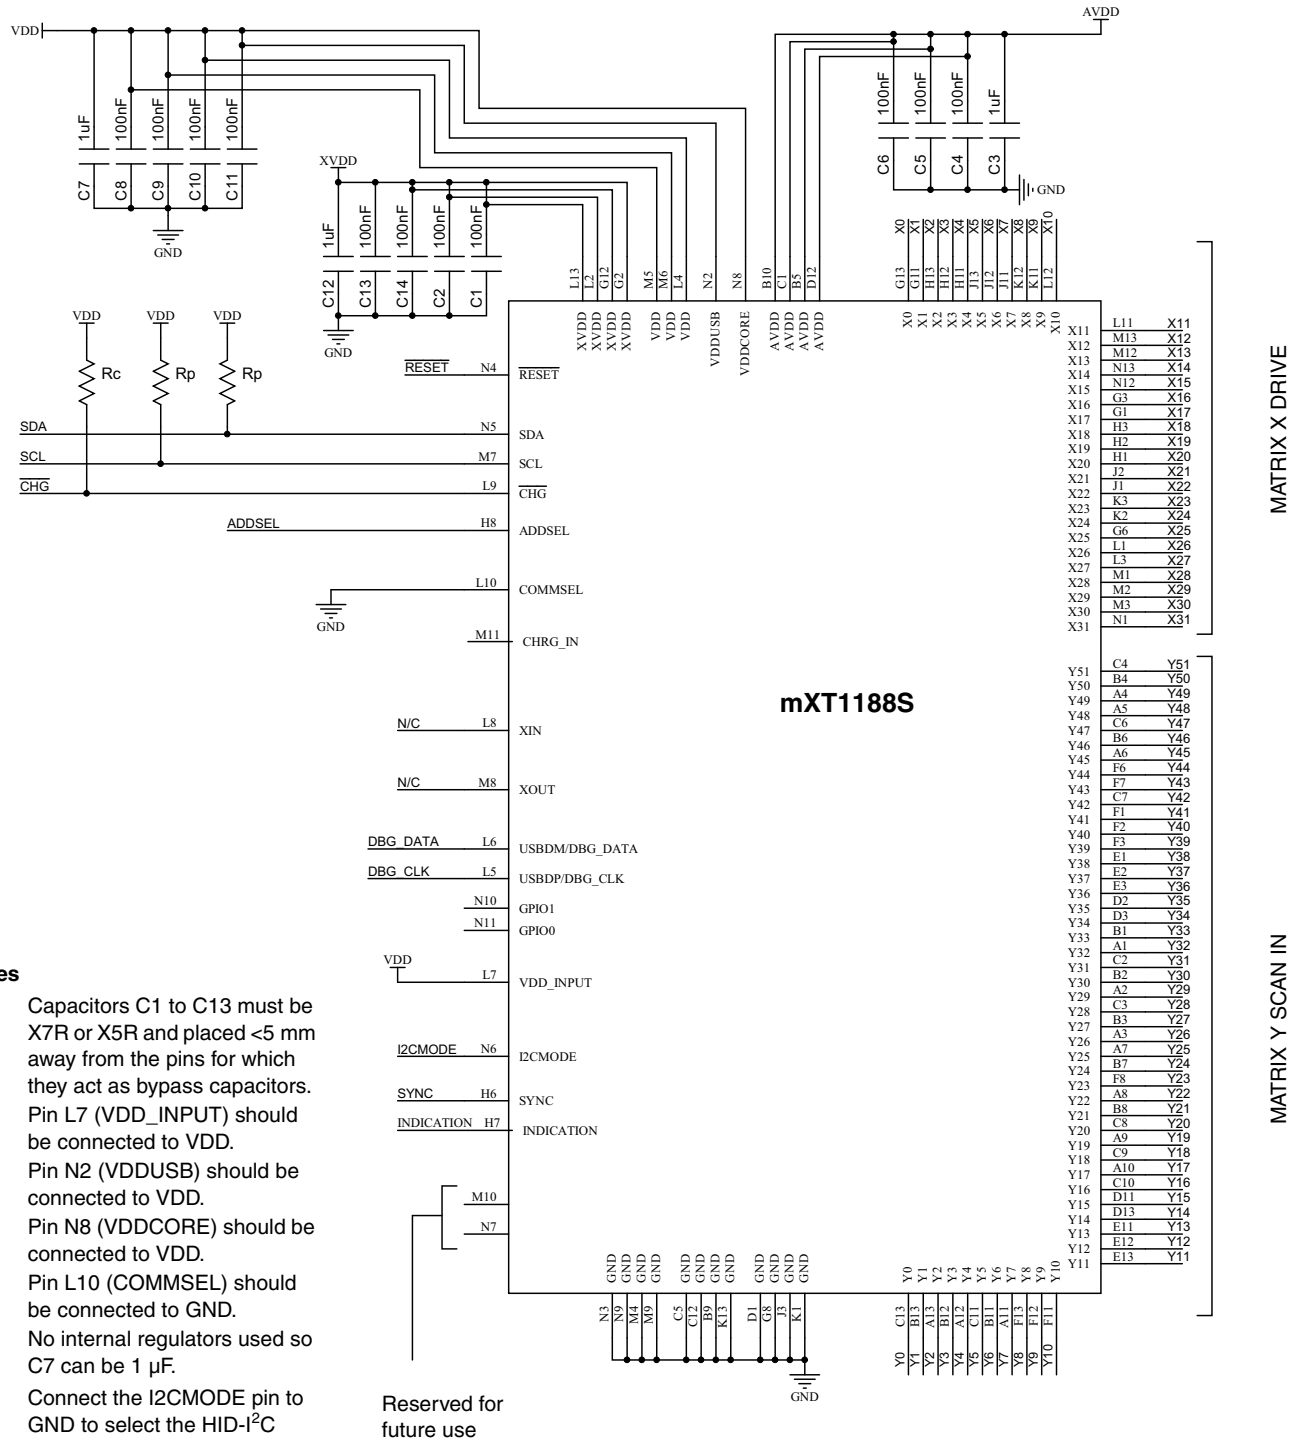 VDD
1uF
100nF
100nF
100nF
100nF
C7
C8
C9
C10
C11
GND
XVDD
1uF
100nF
100nF
100nF
100nF
C12
C13
C14
C2
C1
GND
AVDD
100nF
100nF
100nF
1uF
C6
C5
C4
C3
GND
L13 XVDD
L2 XVDD
G12 XVDD
G2 XVDD
M5 VDD
M6 VDD
L4 VDD
N2 VDDUSB
N8 VDDCORE
B10 AVDD
C1 AVDD
B5 AVDD
D12 AVDD
X0 G13 X0
X1 G11 X1
X2 H13 X2
X3 H12 X3
X4 H11 X4
X5 J13 X5
X6 J12 X6
X7 J11 X7
X8 K12 X8
X9 K11 X9
X10 L12 X10
VDD VDD VDD
Rc Rp Rp
RESET N4 RESET
SDA N5 SDA
SCL M7 SCL
CHG L9 CHG
ADDSEL H8 ADDSEL
L10 COMMSEL
GND
M11 CHRG_IN
N/C L8 XIN
N/C M8 XOUT
DBG_DATA L6 USBDM/DBG_DATA
DBG_CLK L5 USBDP/DBG_CLK
N10 GPIO1
N11 GPIO0
VDD
L7 VDD_INPUT
I2CMODE N6 I2CMODE
SYNC H6 SYNC
INDICATION H7 INDICATION
M10
N7
mXT1188S
X11 L11 X11
X12 M13 X12
X13 M12 X13
X14 N13 X14
X15 N12 X15
X16 G3 X16
X17 G1 X17
X18 H3 X18
X19 H2 X19
X20 H1 X20
X21 J2 X21
X22 J1 X22
X23 K3 X23
X24 K2 X24
X25 G6 X25
X26 L1 X26
X27 L3 X27
X28 M1 X28
X29 M2 X29
X30 M3 X30
X31 N1 X31
MATRIX X DRIVE
Y51 C4 Y51
Y50 B4 Y50
Y49 A4 Y49
Y48 A5 Y48
Y47 C6 Y47
Y46 B6 Y46
Y45 A6 Y45
Y44 F6 Y44
Y43 F7 Y43
Y42 C7 Y42
Y41 F1 Y41
Y40 F2 Y40
Y39 F3 Y39
Y38 E1 Y38
Y37 E2 Y37
Y36 E3 Y36
Y35 D2 Y35
Y34 D3 Y34
Y33 B1 Y33
Y32 A1 Y32
Y31 C2 Y31
Y30 B2 Y30
Y29 A2 Y29
Y28 C3 Y28
Y27 B3 Y27
Y26 A3 Y26
Y25 A7 Y25
Y24 B7 Y24
Y23 F8 Y23
Y22 A8 Y22
Y21 B8 Y21
Y20 C8 Y20
Y19 A9 Y19
Y18 C9 Y18
Y17 A10 Y17
Y16 C10 Y16
Y15 D11 Y15
Y14 D13 Y14
Y13 E11 Y13
Y12 E12 Y12
Y11 E13 Y11
MATRIX Y SCAN IN
GND N3
GND N9
GND M4
GND M9
GND C5
GND C12
GND B9
GND K13
GND D1
GND G8
GND J3
GND K1
GND
Y0 C13 Y0
Y1 B13 Y1
Y2 A13 Y2
Y3 B12 Y3
Y4 A12 Y4
Y5 C11 Y5
Y6 B11 Y6
Y7 A11 Y7
Y8 F13 Y8
Y9 F12 Y9
Y10 F11 Y10
es
Capacitors C1 to C13 must be
X7R or X5R and placed <5 mm
away from the pins for which
they act as bypass capacitors.
Pin L7 (VDD_INPUT) should
be connected to VDD.
Pin N2 (VDDUSB) should be
connected to VDD.
Pin N8 (VDDCORE) should be
connected to VDD.
Pin L10 (COMMSEL) should
be connected to GND.
No internal regulators used so
C7 can be 1 µF.
Connect the I2CMODE pin to
GND to select the HID-I²C
Reserved for
future use